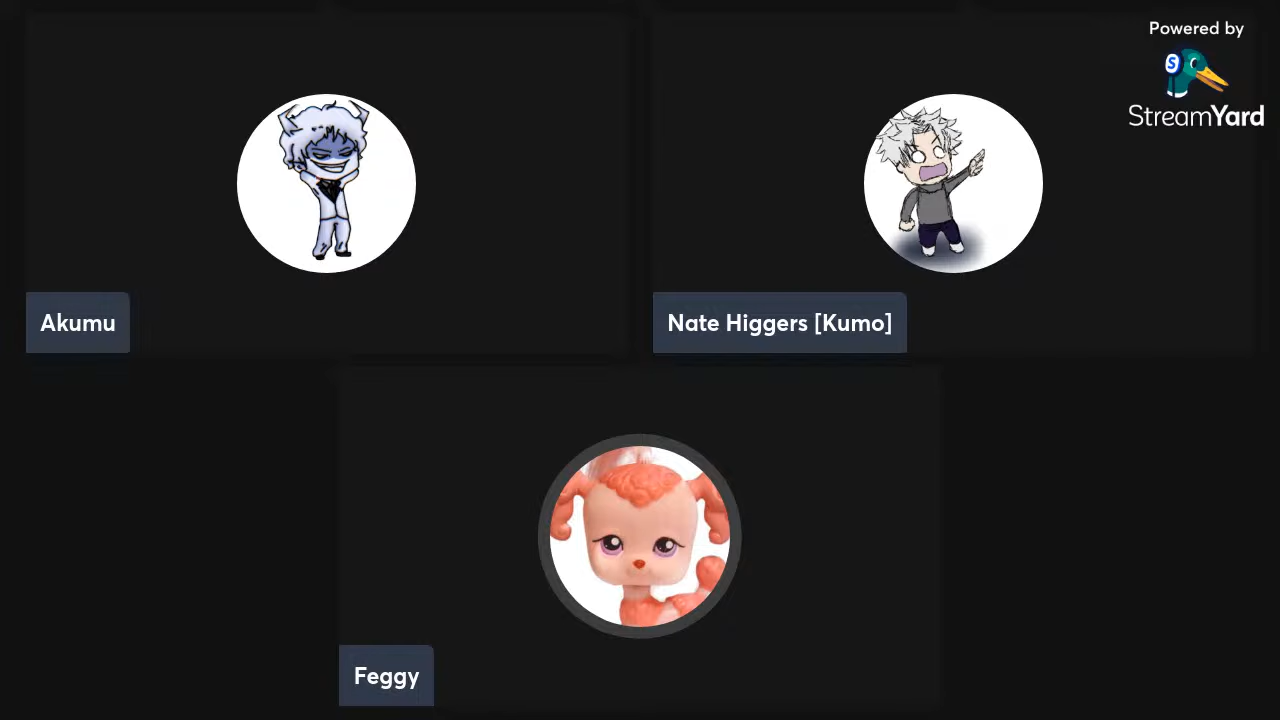 Powered by
StreamYard
Akumu
Nate Higgers [Kumo]
Feggy